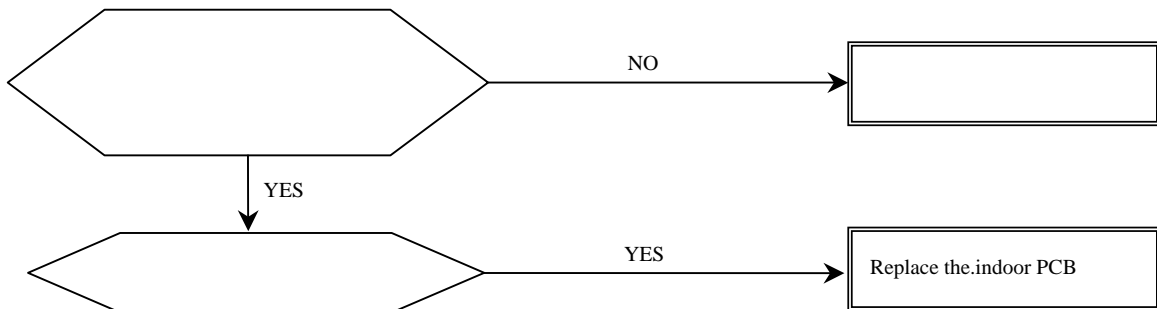 NO
YES
YES
Replace the.indoor PCB